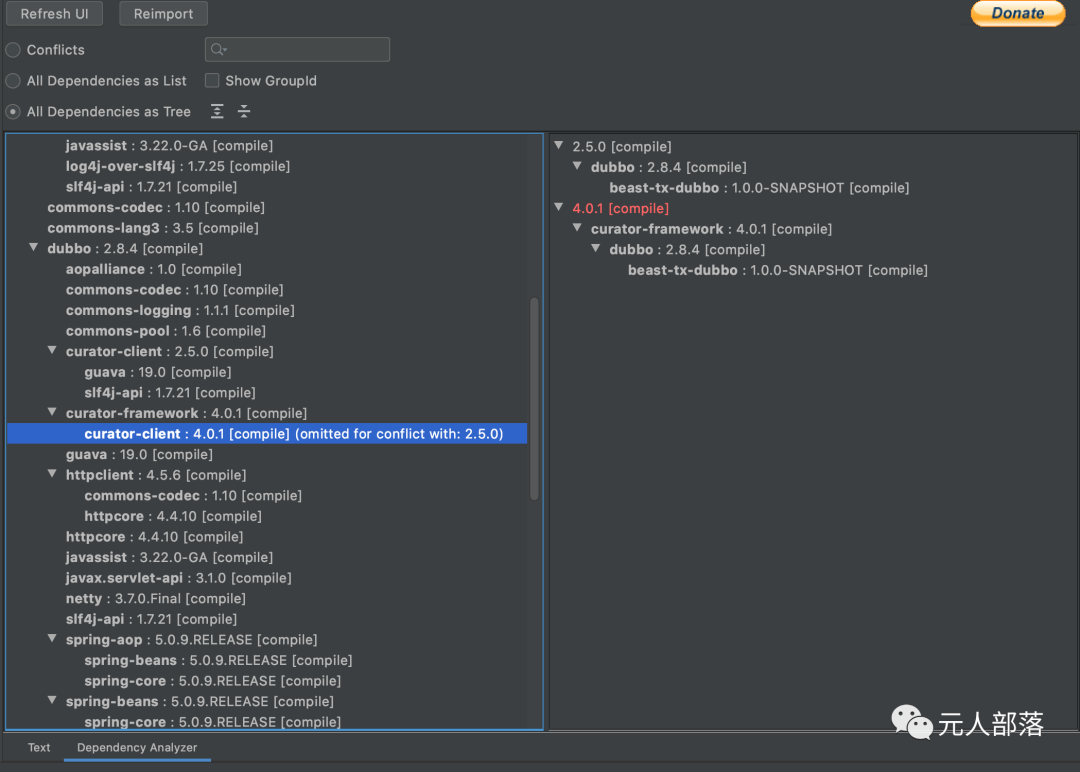 Refresh UI Reimport Donate
Conflicts
All Dependencies as List Show GroupId
All Dependencies as Tree
javassist : 3.22.0-GA [compile]
log4j-over-slf4j : 1.7.25 [compile]
slf4j-api : 1.7.21 [compile]
commons-codec : 1.10 [compile]
commons-lang3 : 3.5 [compile]
dubbo : 2.8.4 [compile]
aopalliance : 1.0 [compile]
commons-codec : 1.10 [compile]
commons-logging : 1.1.1 [compile]
commons-pool : 1.6 [compile]
curator-client : 2.5.0 [compile]
guava : 19.0 [compile]
slf4j-api : 1.7.21 [compile]
curator-framework : 4.0.1 [compile]
curator-client : 4.0.1 [compile] (omitted for conflict with: 2.5.0)
guava : 19.0 [compile]
httpclient : 4.5.6 [compile]
commons-codec : 1.10 [compile]
httpcore : 4.4.10 [compile]
httpcore : 4.4.10 [compile]
javassist : 3.22.0-GA [compile]
javax.servlet-api : 3.1.0 [compile]
netty : 3.7.0.Final [compile]
slf4j-api : 1.7.21 [compile]
spring-aop : 5.0.9.RELEASE [compile]
spring-beans : 5.0.9.RELEASE [compile]
spring-core : 5.0.9.RELEASE [compile]
spring-beans : 5.0.9.RELEASE [compile]
spring-core : 5.0.9.RELEASE [compile]
2.5.0 [compile]
dubbo : 2.8.4 [compile]
beast-tx-dubbo : 1.0.0-SNAPSHOT [compile]
4.0.1 [compile]
curator-framework : 4.0.1 [compile]
dubbo : 2.8.4 [compile]
beast-tx-dubbo : 1.0.0-SNAPSHOT [compile]
元人部落
Text Dependency Analyzer